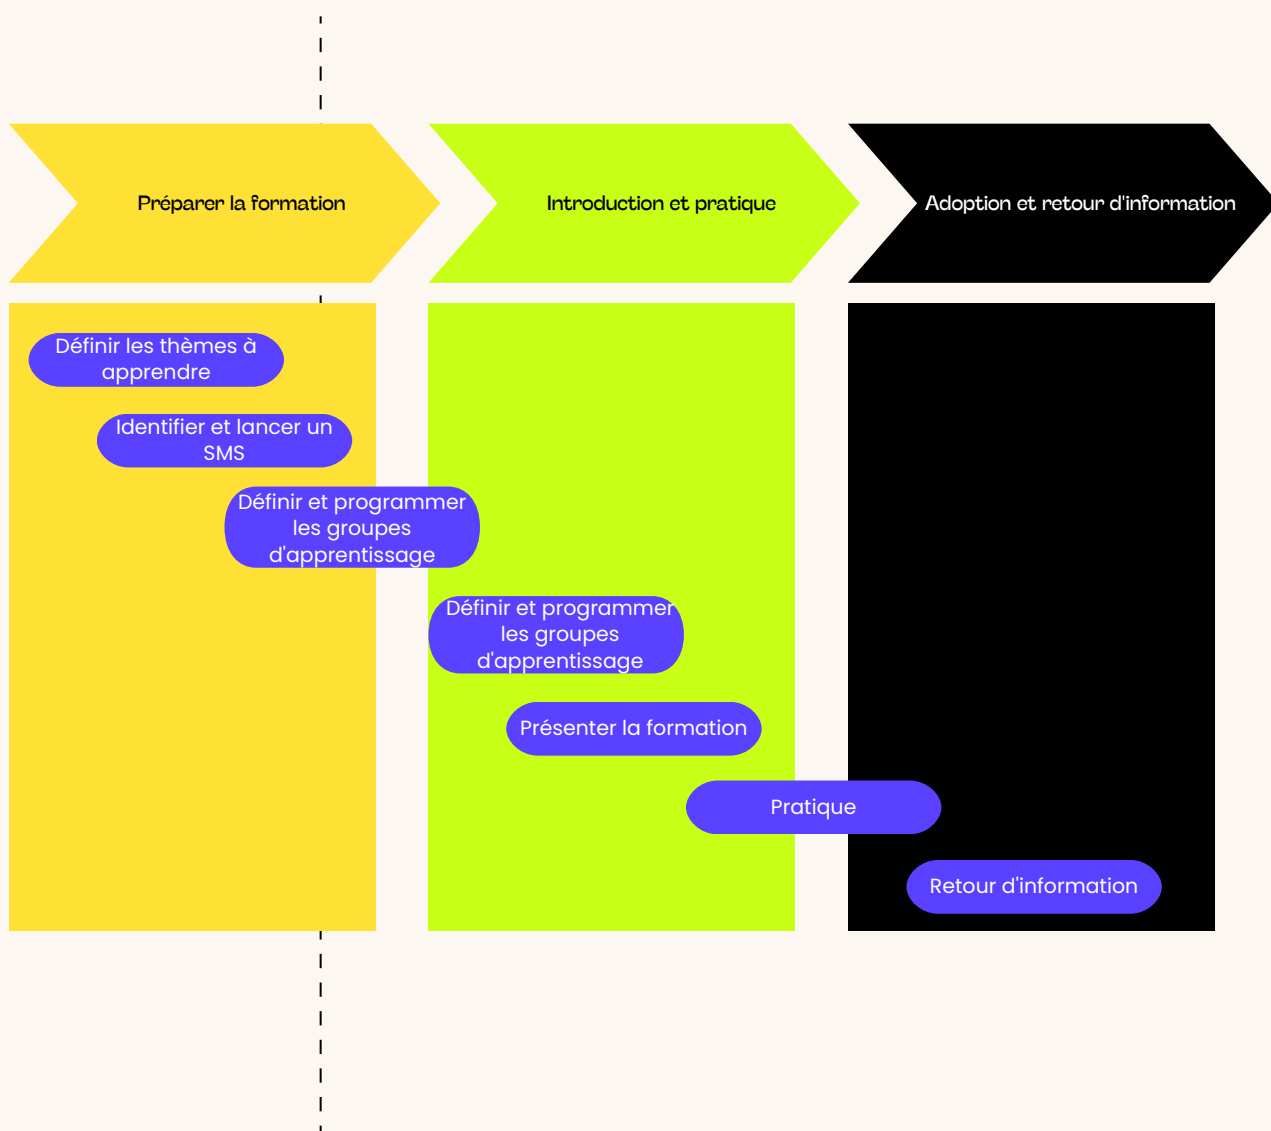 Préparer la formation
Introduction et pratique
Adoption et retour d'information
Définir les thèmes à
apprendre
Identifier et lancer un
SMS
Définir et programmer
les groupes
d'apprentissage
Définir et programmer
les groupes
d'apprentissage
Présenter la formation
Pratique
Retour d'information